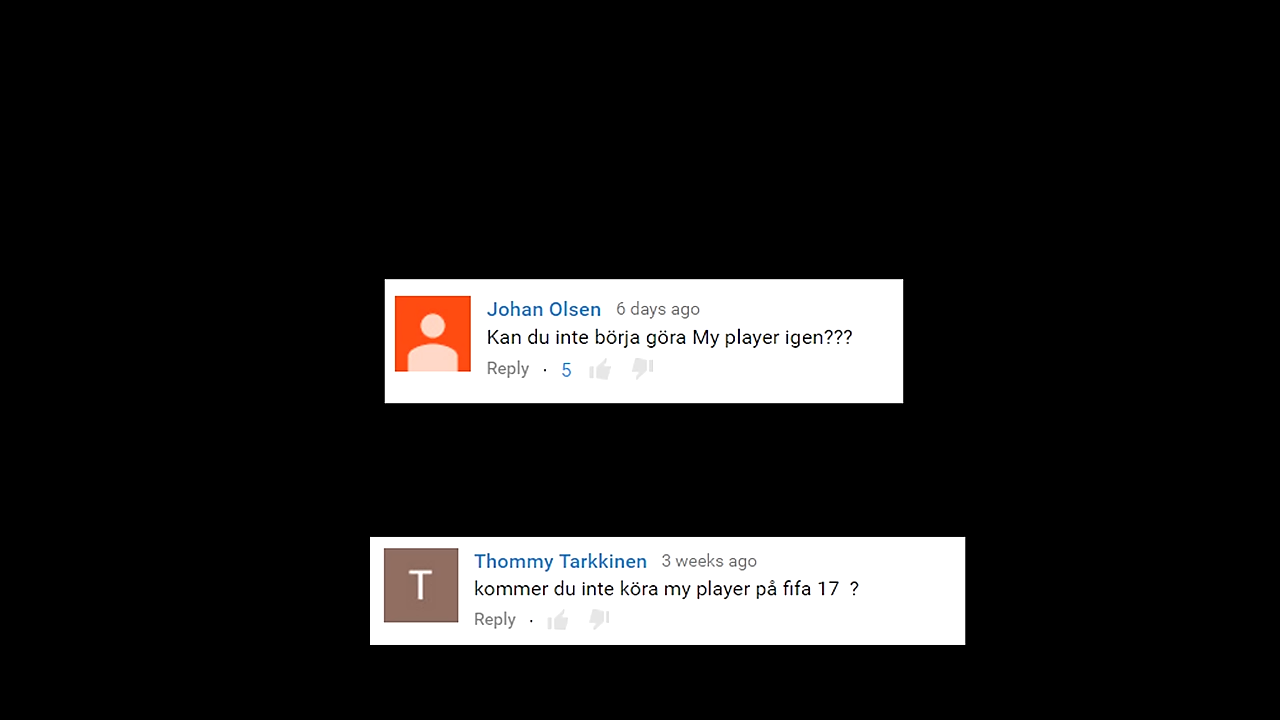 Johan Olsen 6 days ago
Kan du inte börja göra My player igen???
Reply · 5
T
Thommy Tarkkinen 3 weeks ago
kommer du inte köra my player på fifa 17 ?
Reply ·